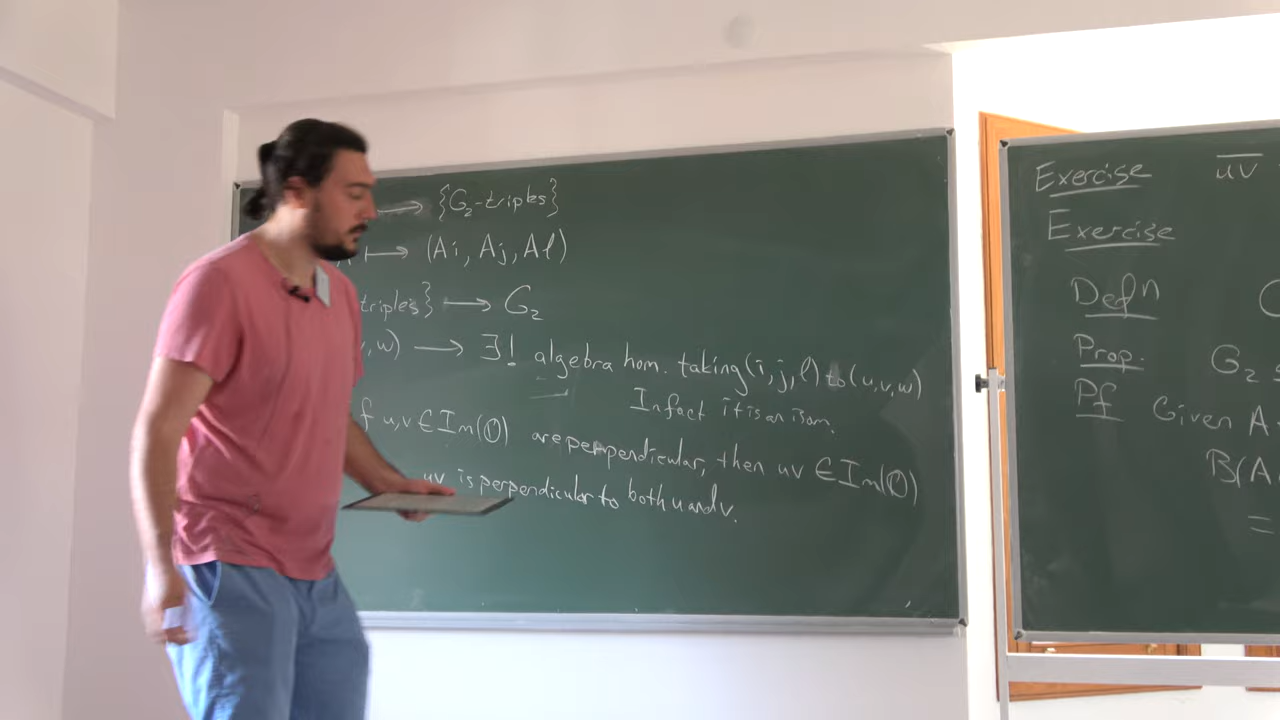 ⟶ {G₂-triples}
⟼ (Ai, Aj, Aℓ)
triples} ⟶ G₂
, w) ⟶ ∃! algebra hom. taking (i, j, ℓ) to (u, v, w)
In fact it is an isom.
f u, v ∈ Im(𝕆) are perpendicular, then uv ∈ Im(𝕆)
uv is perpendicular to both u and v.
Exercise u̅v̅
Exercise
Defn
Prop. G₂
Pf Given A
B(A
=